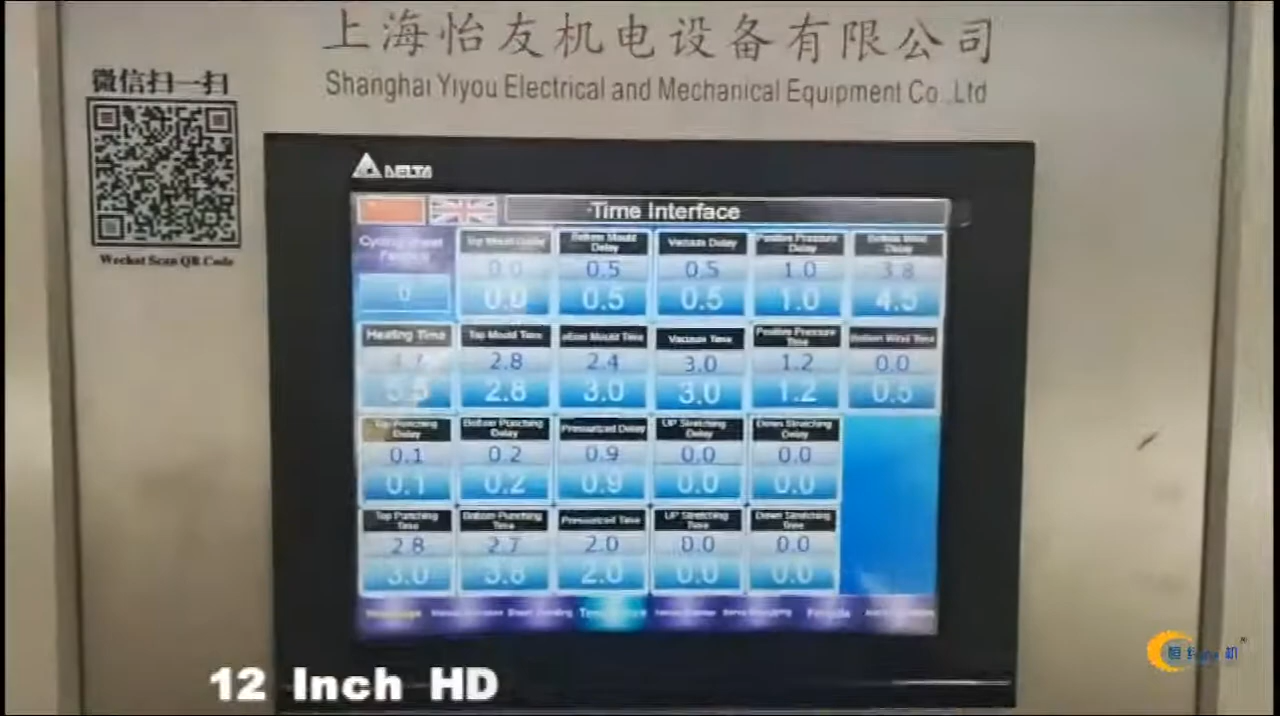 上海怡友机电设备有限公司
Shanghai Yiyou Electrical and Mechanical Equipment Co.,Ltd
微信扫一扫
Wechat Scan QR Code
DELTA
Time Interface
Cycling Sheet
0
Top Mould Delay
0.0
0.0
Bottom Mould Delay
0.5
0.5
Vacuum Delay
0.5
0.5
Positive Pressure Delay
1.0
1.0
Bottom Wind Delay
3.8
4.5
Heating Time
4.7
5.5
Top Mould Time
2.8
2.8
Bottom Mould Time
2.4
3.0
Vacuum Time
3.0
3.0
Positive Pressure Time
1.2
1.2
Bottom Wind Time
0.0
0.5
Top Punching Delay
0.1
0.1
Bottom Punching Delay
0.2
0.2
Pressurized Delay
0.9
0.9
UP Stretching Delay
0.0
0.0
Down Stretching Delay
0.0
0.0
Top Punching Time
2.8
3.0
Bottom Punching Time
2.7
3.8
Pressurized Time
2.0
2.0
UP Stretching Time
0.0
0.0
Down Stretching Time
0.0
0.0
Formula
12 Inch HD